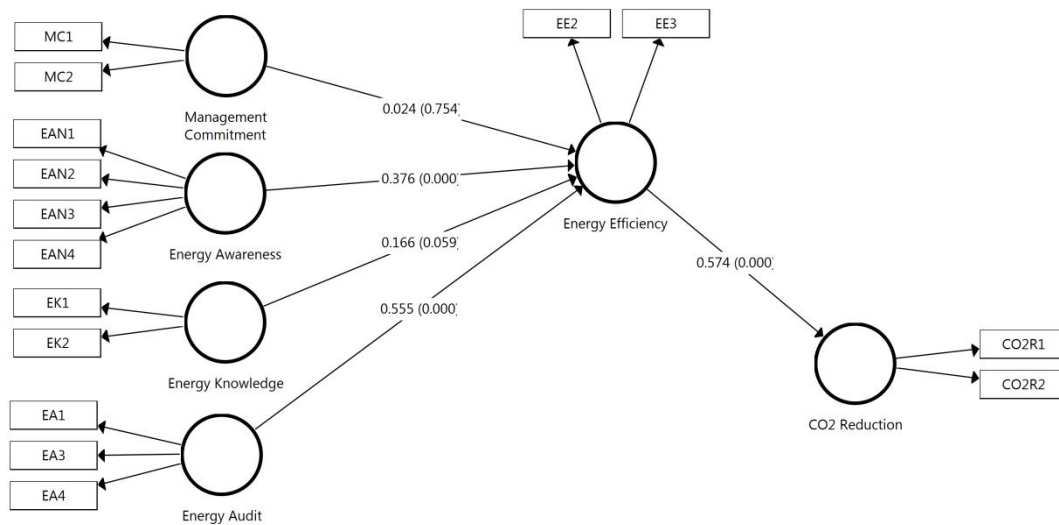 MC1
MC2
Management
Commitment
EAN1
EAN2
EAN3
EAN4
Energy Awareness
EK1
EK2
Energy Knowledge
EA1
EA3
EA4
Energy Audit
0.024 (0.754)
0.376 (0.000)
0.166 (0.059)
0.555 (0.000)
EE2
EE3
Energy Efficiency
0.574 (0.000)
CO2R1
CO2R2
CO2 Reduction